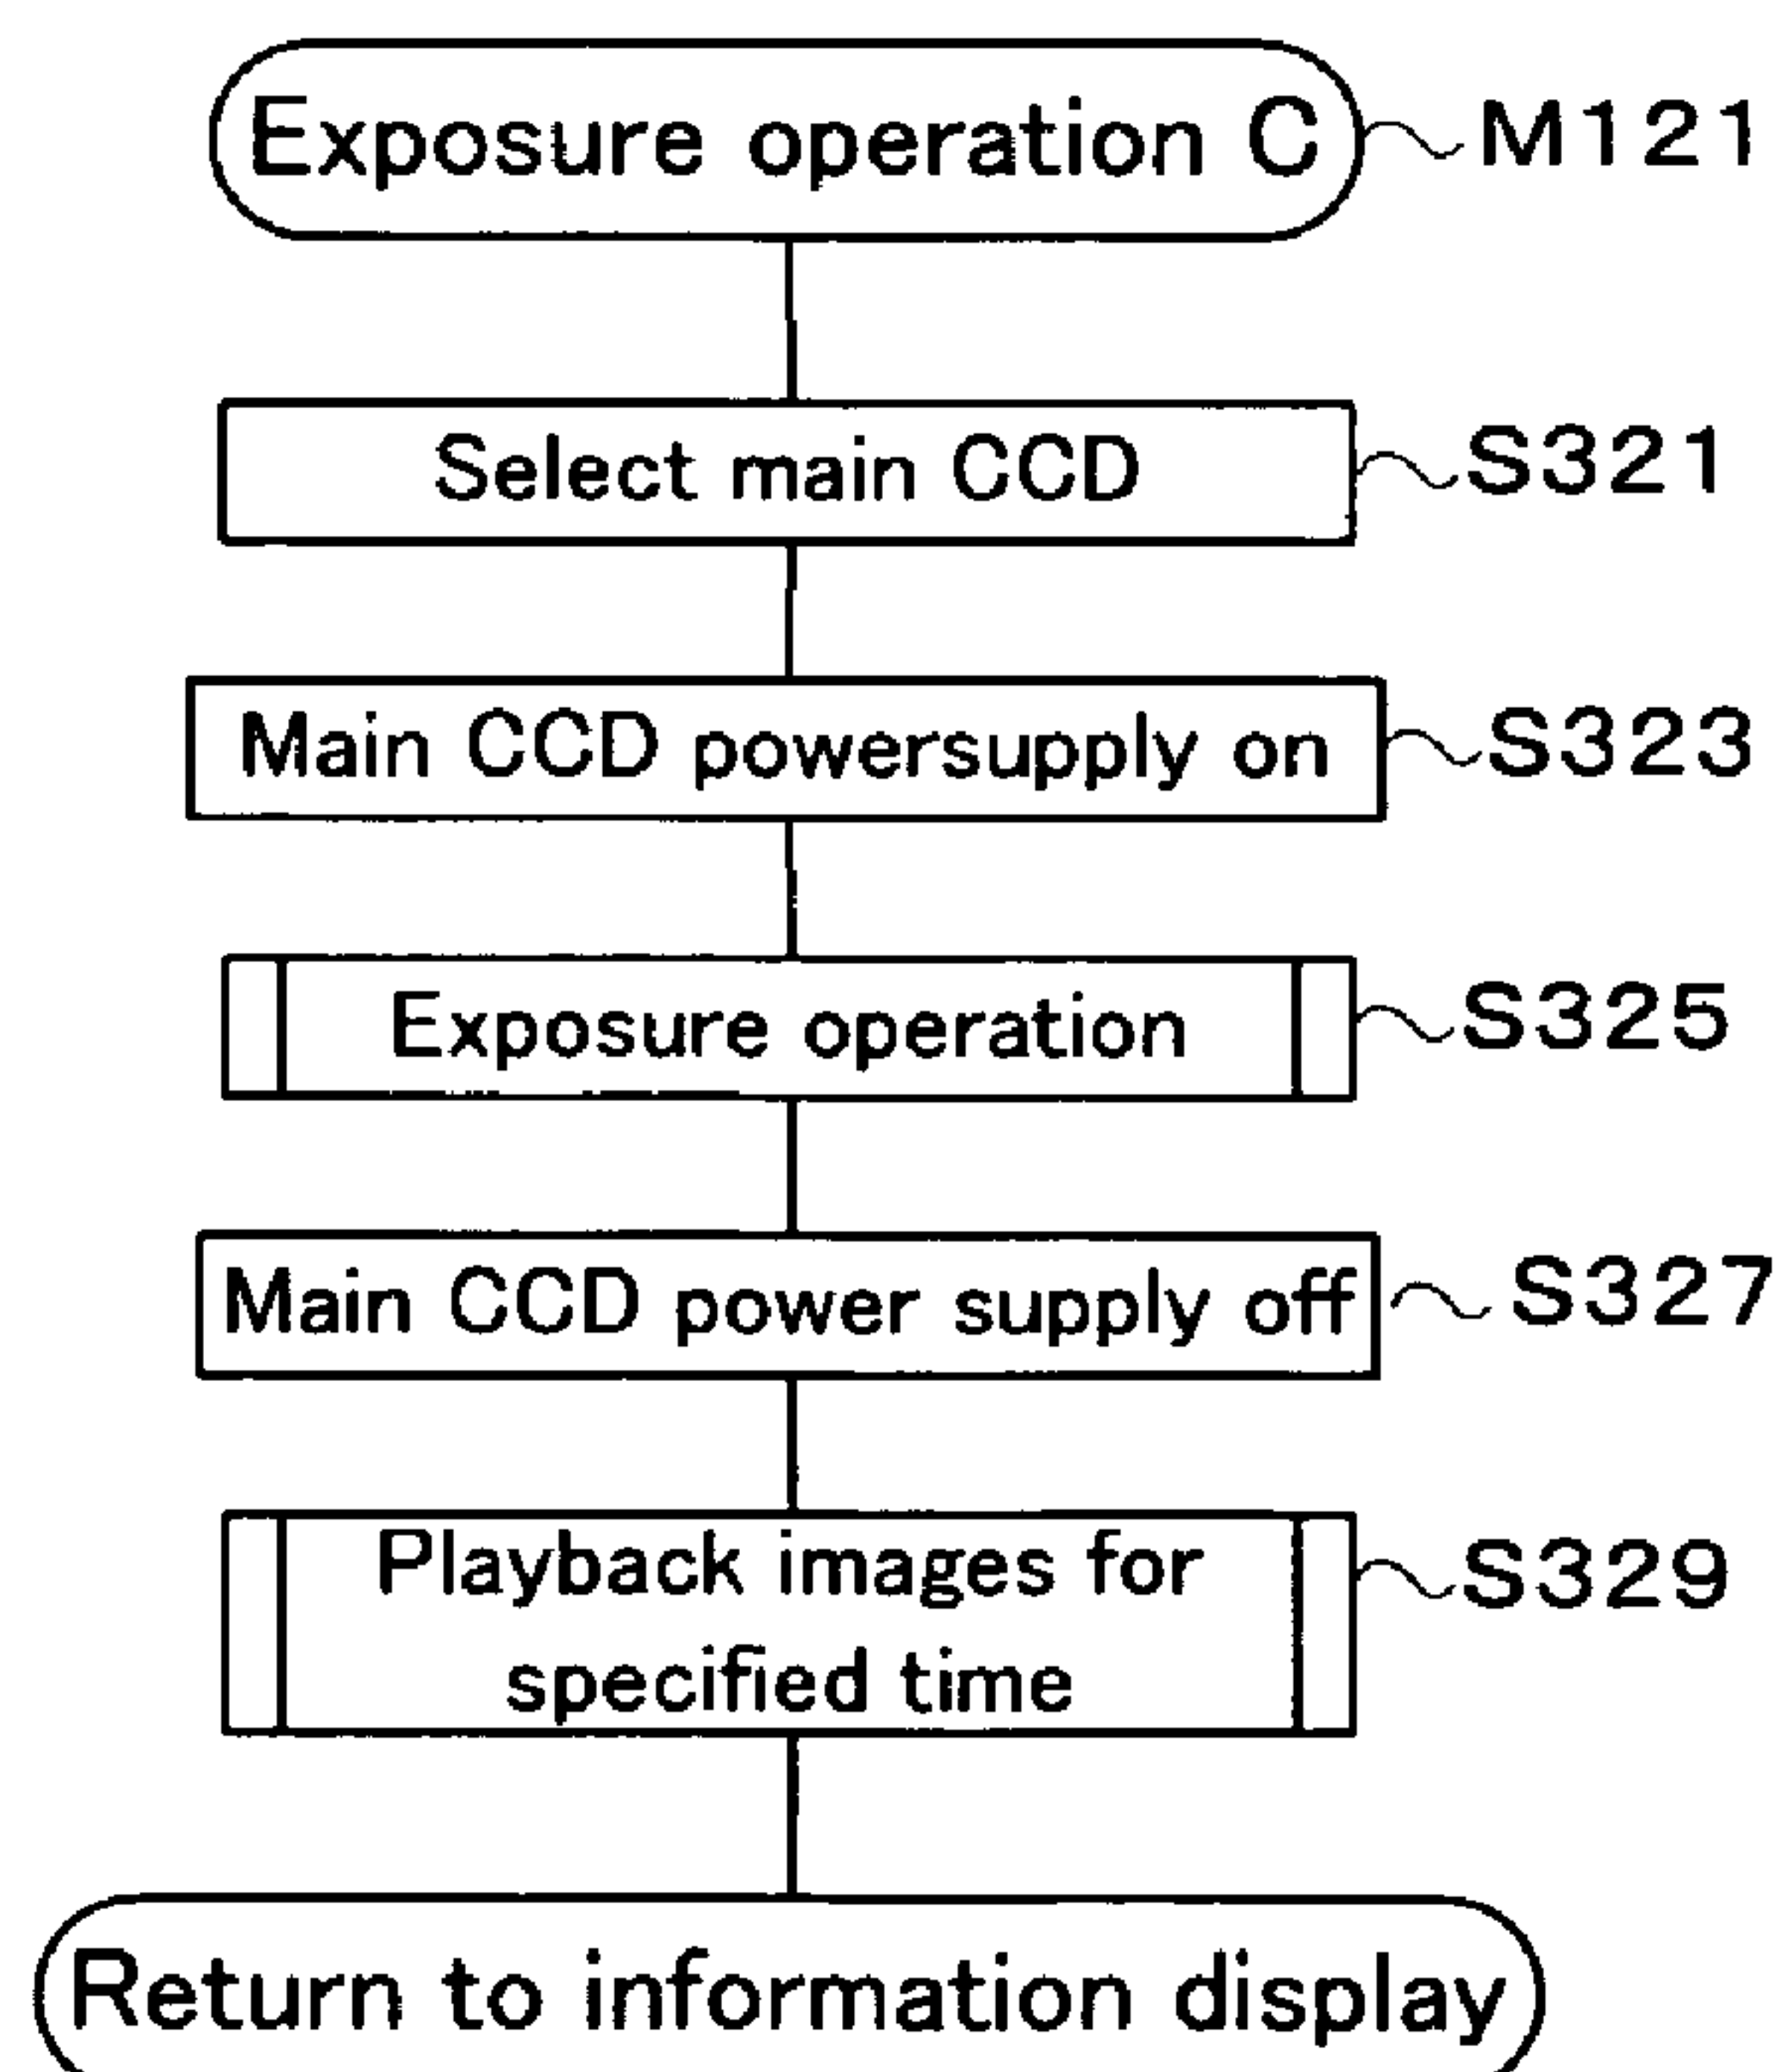 Exposure operation C M121
Select main CCD S321
Main CCD powersupply on S323
Exposure operation S325
Main CCD power supply off S327
Playback images for S329
specified time
Return to information display